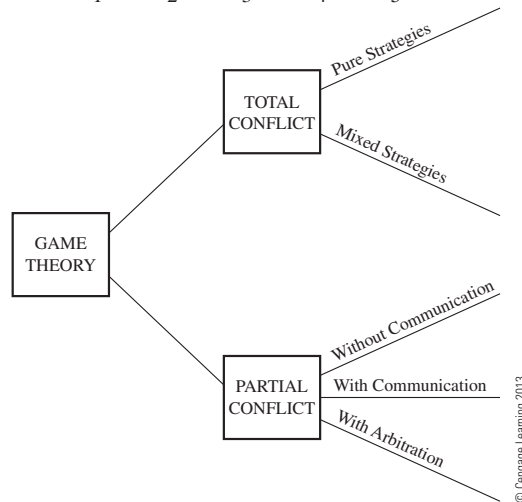 Pure Strategies
TOTAL
CONFLICT
Mixed Strategies
GAME
THEORY
Without Communication
PARTIAL
CONFLICT
With Communication
With Arbitration
© Cengage Learning 2013